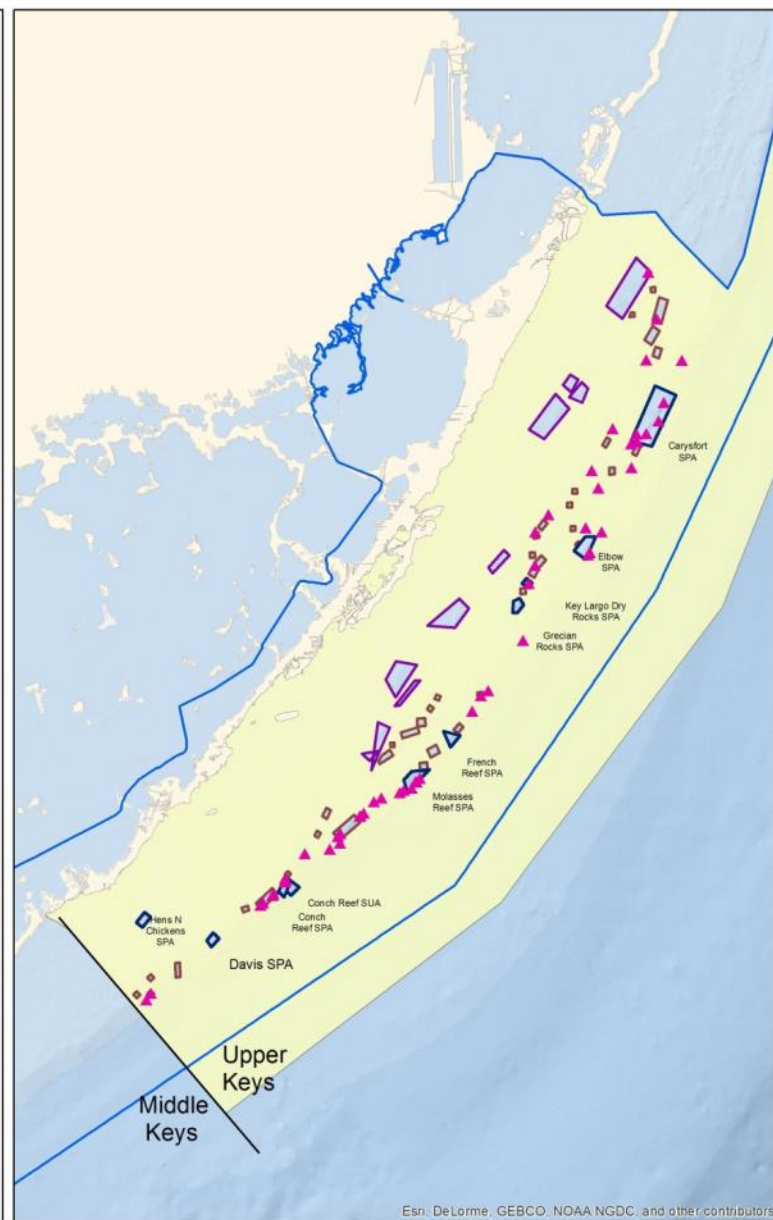 Carysfort
SPA
Elbow
SPA
Key Largo Dry
Rocks SPA
Grecian
Rocks SPA
French
Reef SPA
Molasses
Reef SPA
Conch Reef SUA
Conch
Reef SPA
Hens N
Chickens
SPA
Davis SPA
Upper
Keys
Middle
Keys
Esri, DeLorme, GEBCO, NOAA NGDC, and other contributors